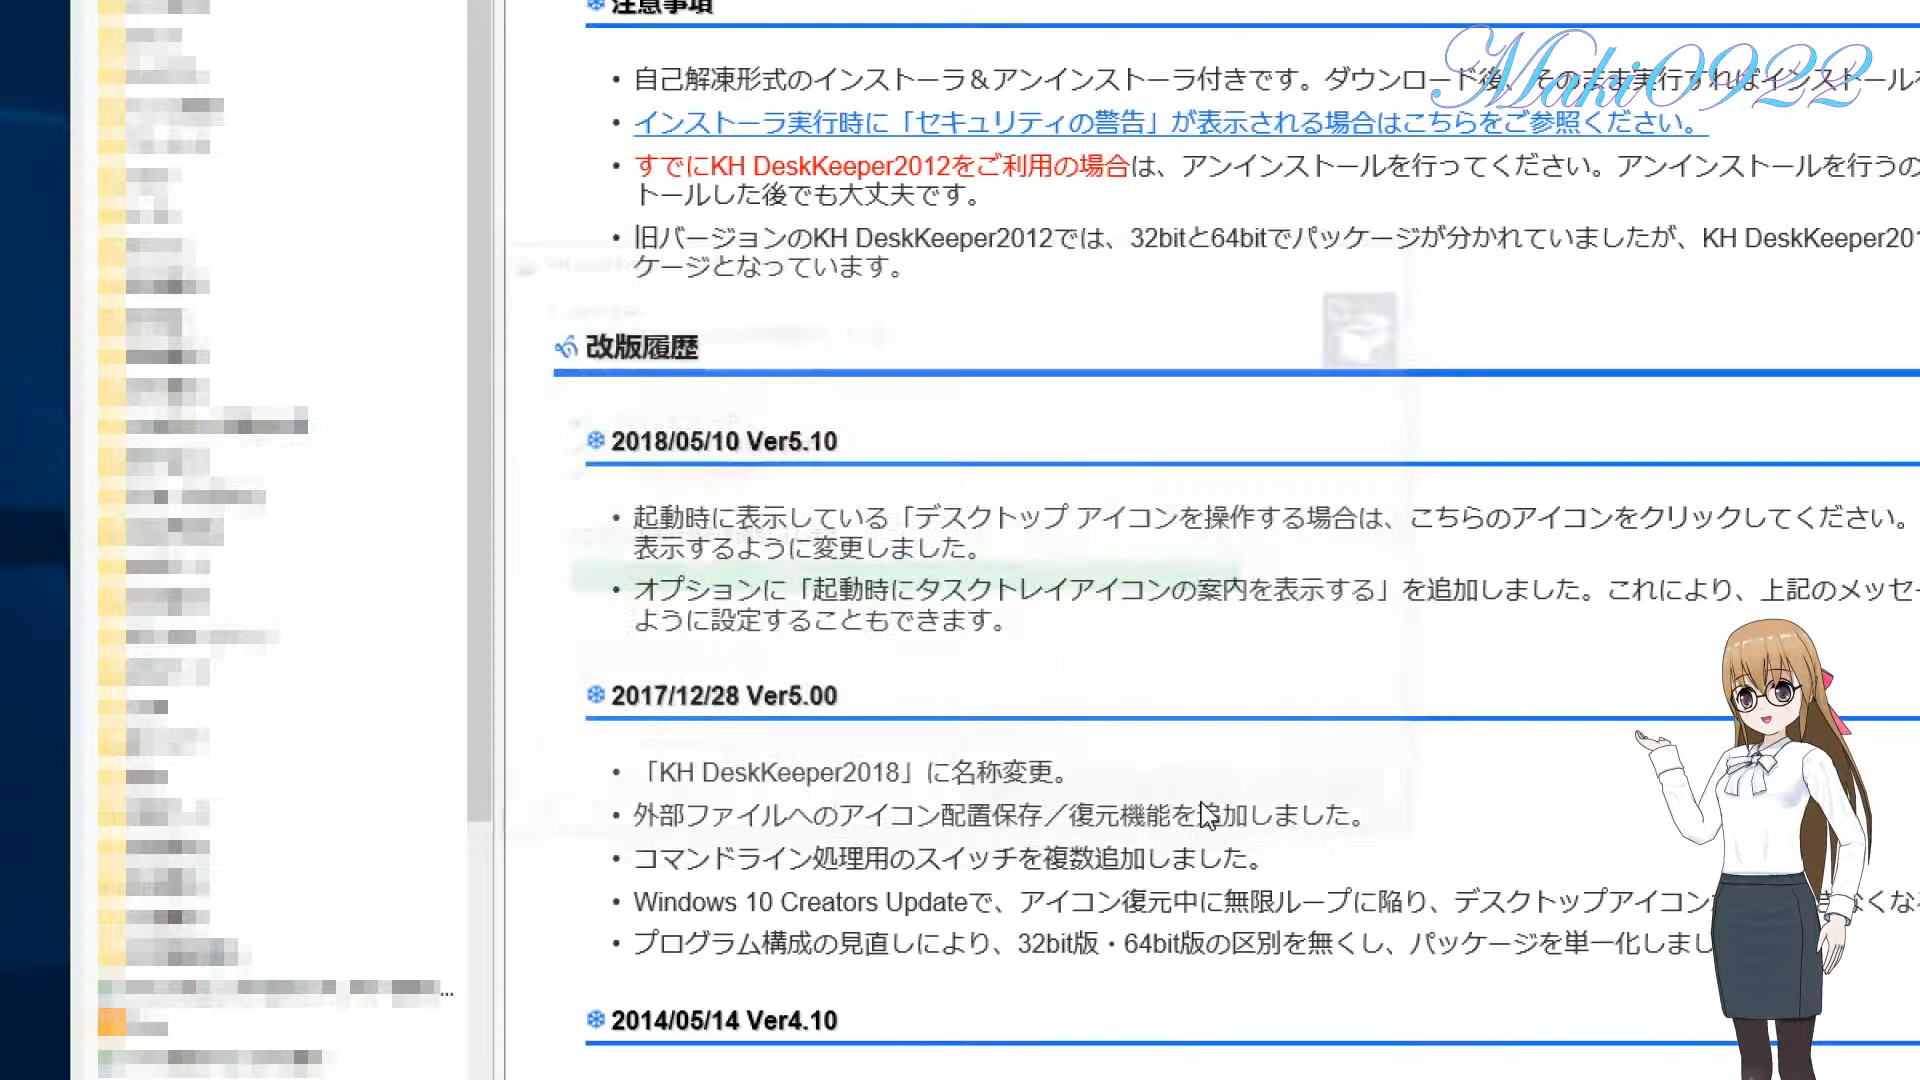 注意事項
Maki0922
・自己解凍形式のインストーラ＆アンインストーラ付きです。ダウンロード後、そのまま実行すればインストール
・インストーラ実行時に「セキュリティの警告」が表示される場合はこちらをご参照ください。
・すでにKH DeskKeeper2012をご利用の場合は、アンインストールを行ってください。アンインストールを行うの
トールした後でも大丈夫です。
・旧バージョンのKH DeskKeeper2012では、32bitと64bitでパッケージが分かれていましたが、KH DeskKeeper20
ケージとなっています。
改版履歴
2018/05/10 Ver5.10
・起動時に表示している「デスクトップ アイコンを操作する場合は、こちらのアイコンをクリックしてください。
表示するように変更しました。
・オプションに「起動時にタスクトレイアイコンの案内を表示する」を追加しました。これにより、上記のメッセー
ように設定することもできます。
2017/12/28 Ver5.00
・「KH DeskKeeper2018」に名称変更。
・外部ファイルへのアイコン配置保存／復元機能を追加しました。
・コマンドライン処理用のスイッチを複数追加しました。
・Windows 10 Creators Updateで、アイコン復元中に無限ループに陥り、デスクトップアイコン きなくな
・プログラム構成の見直しにより、32bit版・64bit版の区別を無くし、パッケージを単一化しまし
2014/05/14 Ver4.10